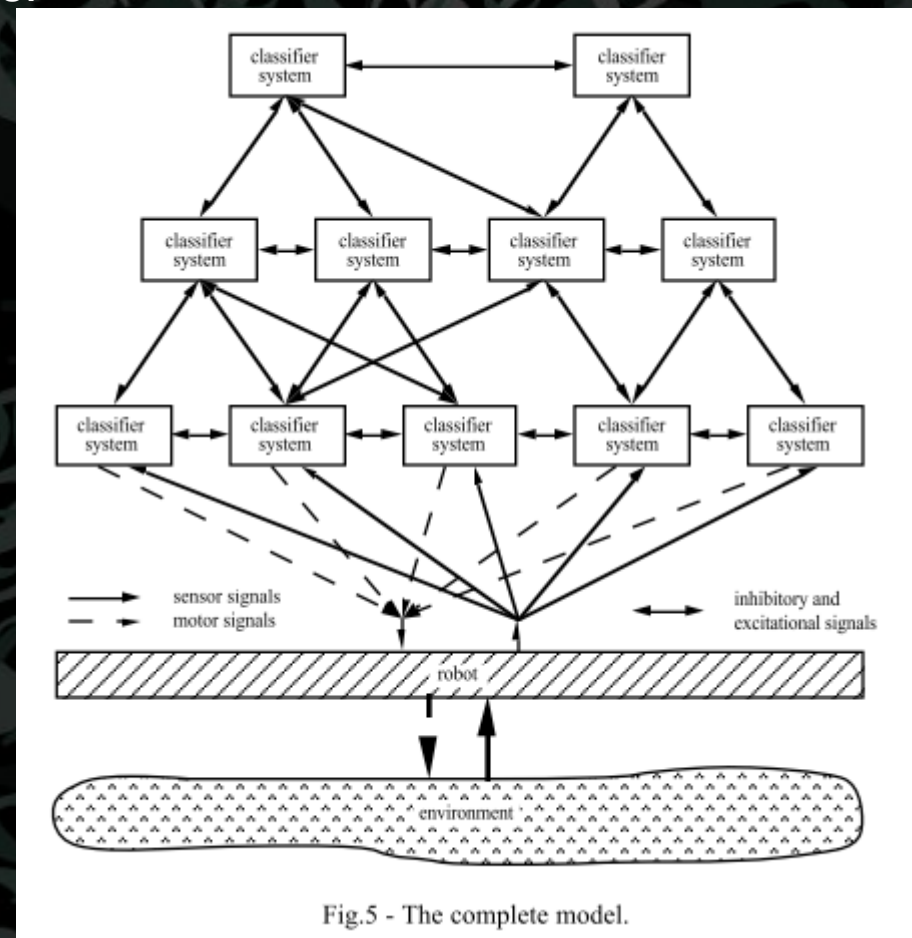 classifier
system
classifier
system
classifier
system
classifier
system
classifier
system
classifier
system
classifier
system
classifier
system
classifier
system
classifier
system
classifier
system
sensor signals
motor signals
inhibitory and
excitational signals
robot
environment
Fig.5 - The complete model.